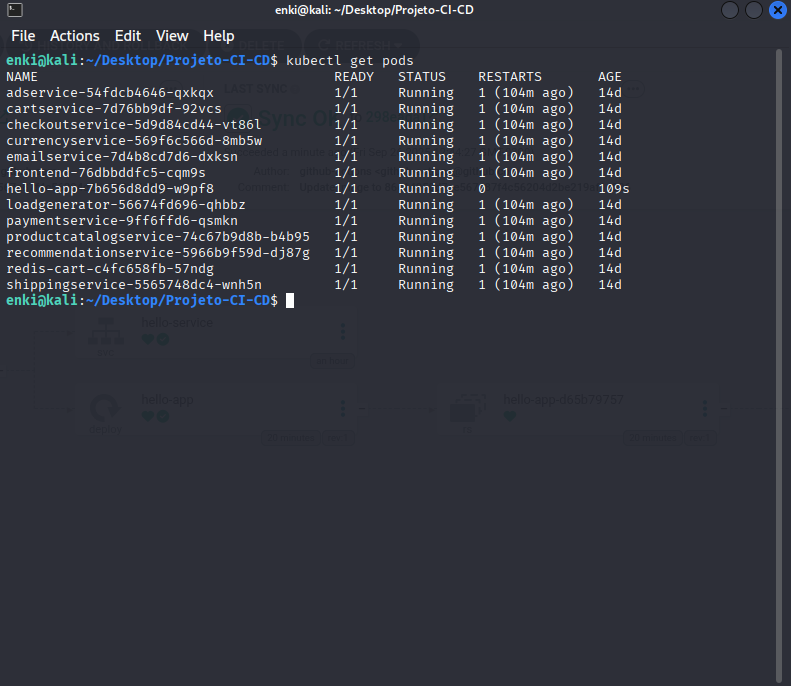 enki@kali: ~/Desktop/Projeto-CI-CD
File Actions Edit View Help
enki@kali:~/Desktop/Projeto-CI-CD$ kubectl get pods
NAME READY STATUS RESTARTS AGE
adservice-54fdcb4646-qxkqx 1/1 Running 1 (104m ago) 14d
cartservice-7d76bb9df-92vcs 1/1 Running 1 (104m ago) 14d
checkoutservice-5d9d84cd44-vt86l 1/1 Running 1 (104m ago) 14d
currencyservice-569f6c566d-8mb5w 1/1 Running 1 (104m ago) 14d
emailservice-7d4b8cd7d6-dxksn 1/1 Running 1 (104m ago) 14d
frontend-76dbbddfc5-cqm9s 1/1 Running 1 (104m ago) 14d
hello-app-7b656d8dd9-w9pf8 1/1 Running 0 109s
loadgenerator-56674fd696-qhbbz 1/1 Running 1 (104m ago) 14d
paymentservice-9ff6ffd6-qsmkn 1/1 Running 1 (104m ago) 14d
productcatalogservice-74c67b9d8b-b4b95 1/1 Running 1 (104m ago) 14d
recommendationservice-5966b9f59d-dj87g 1/1 Running 1 (104m ago) 14d
redis-cart-c4fc658fb-57ndg 1/1 Running 1 (104m ago) 14d
shippingservice-5565748dc4-wnh5n 1/1 Running 1 (104m ago) 14d
enki@kali:~/Desktop/Projeto-CI-CD$
hello-service
hello-app hello-app-d65b79757